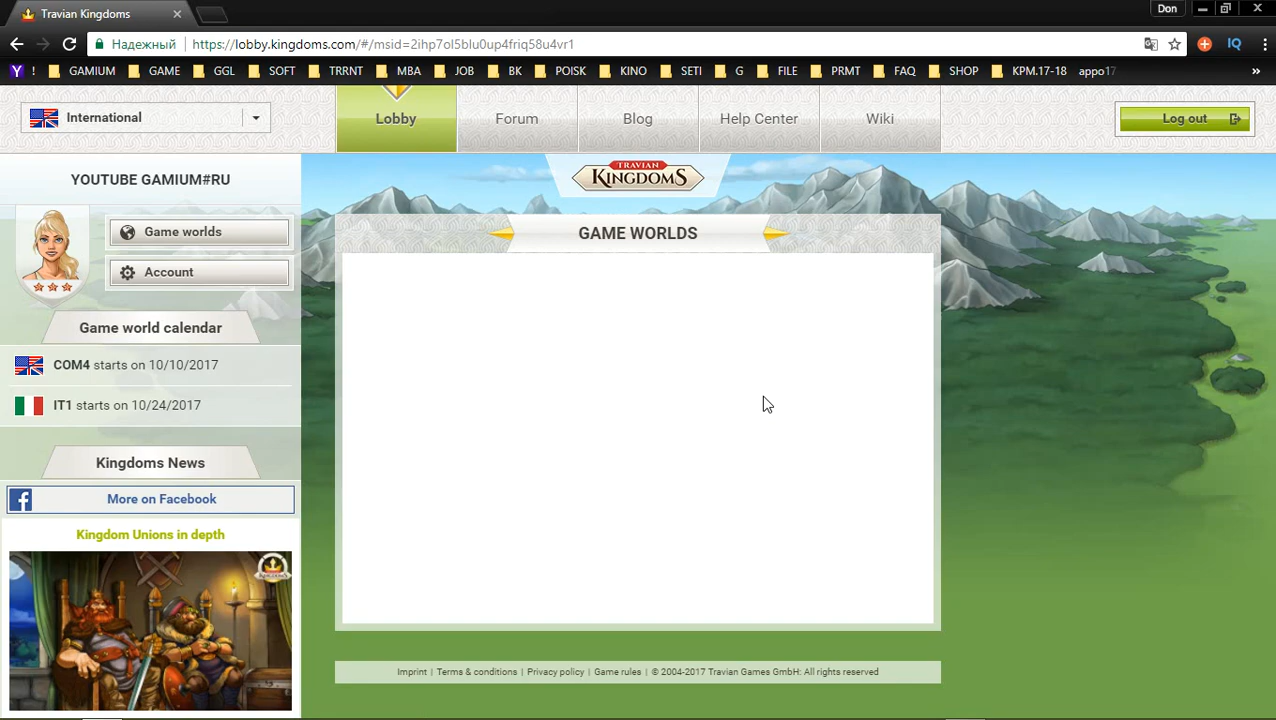 Travian Kingdoms
Don
Надежный
https://lobby.kingdoms.com/#/msid=2ihp7ol5blu0up4friq58u4vr1
IQ
Y ! GAMIUM GAME GGL SOFT TRRNT MBA JOB BK POISK KINO SETI G FILE PRMT FAQ SHOP KPM.17-18 appo17 »
International
Lobby
Forum
Blog
Help Center
Wiki
Log out
YOUTUBE GAMIUM#RU
Game worlds
Account
Game world calendar
COM4 starts on 10/10/2017
IT1 starts on 10/24/2017
Kingdoms News
More on Facebook
Kingdom Unions in depth
TRAVIAN
KINGDOMS
GAME WORLDS
Imprint | Terms & conditions | Privacy policy | Game rules | © 2004-2017 Travian Games GmbH: All rights reserved